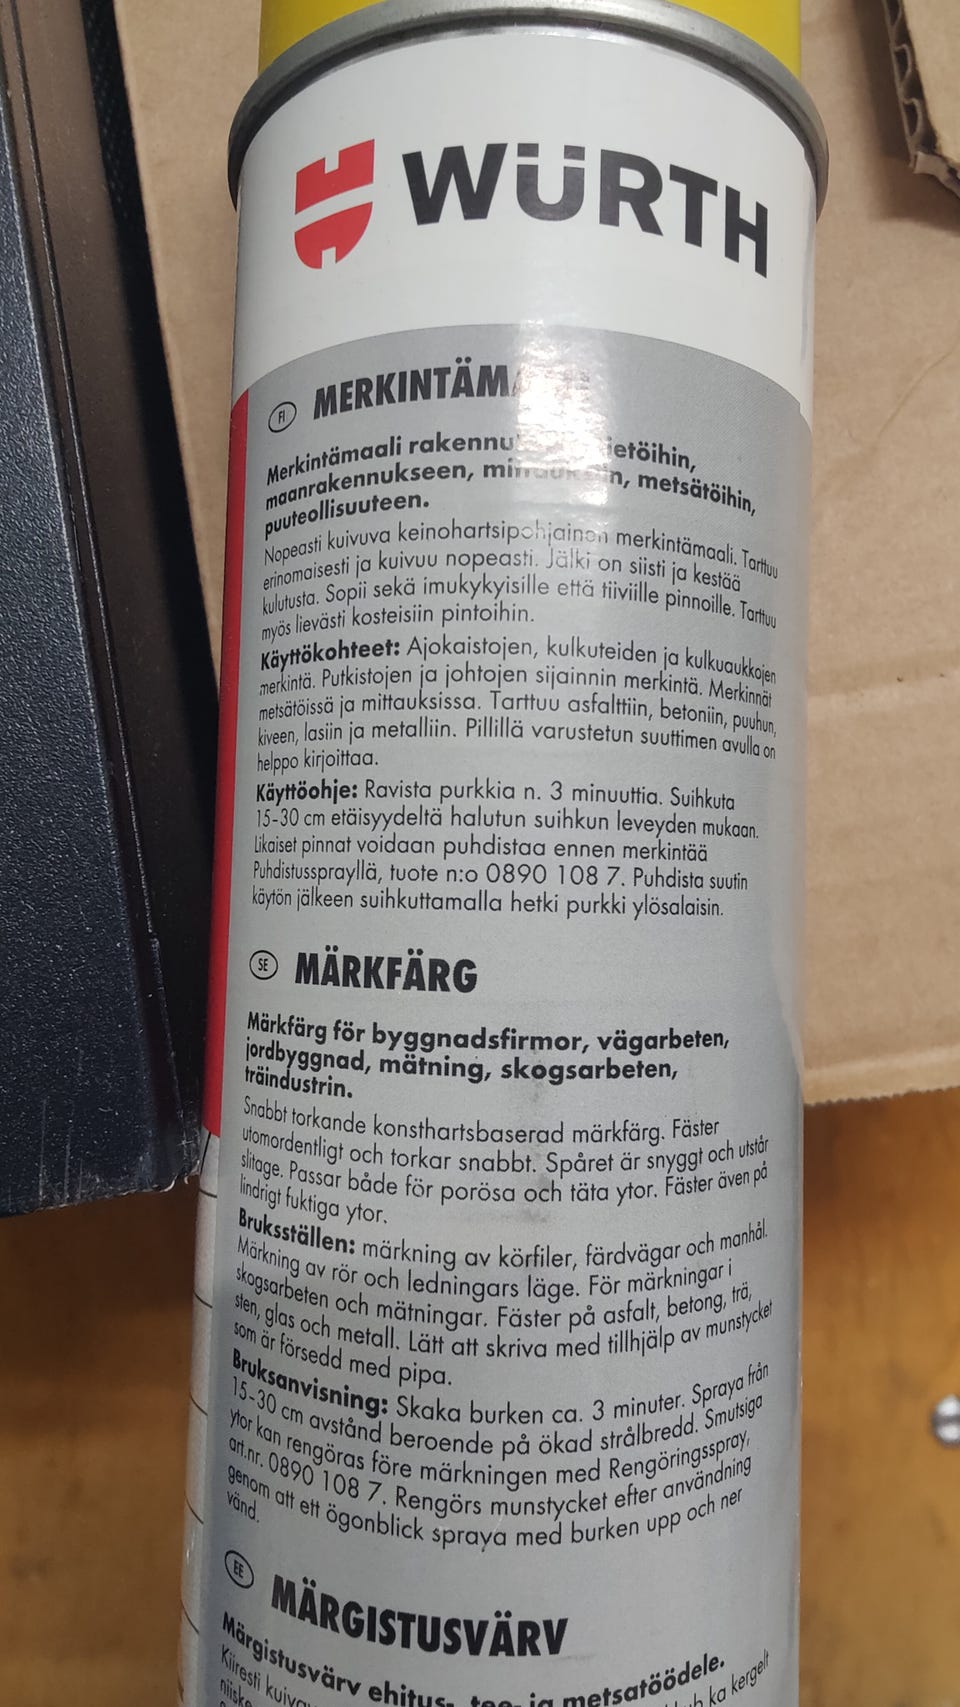 WÜRTH
FI MERKINTÄM
Merkintämaali rakennu ietöihin,
maanrakennukseen, mittauksiin, metsätöihin,
puuteollisuuteen.
Nopeasti kuivuva keinohartsipohjainen merkintämaali. Tarttuu
erinomaisesti ja kuivuu nopeasti. Jälki on siisti ja kestää
kulutusta. Sopii sekä imukykyisille että tiiviille pinnoille. Tarttuu
myös lievästi kosteisiin pintoihin.
Käyttökohteet: Ajokaistojen, kulkuteiden ja kulkuaukkojen
merkintä. Putkistojen ja johtojen sijainnin merkintä. Merkinnät
metsätöissä ja mittauksissa. Tarttuu asfalttiin, betoniin, puuhun,
kiveen, lasiin ja metalliin. Pillillä varustetun suuttimen avulla on
helppo kirjoittaa.
Käyttöohje: Ravista purkkia n. 3 minuuttia. Suihkuta
15-30 cm etäisyydeltä halutun suihkun leveyden mukaan.
Likaiset pinnat voidaan puhdistaa ennen merkintää
Puhdistussprayllä, tuote n:o 0890 108 7. Puhdista suutin
käytön jälkeen suihkuttamalla hetki purkki ylösalaisin.
SE MÄRKFÄRG
Märkfärg för byggnadsfirmor, vägarbeten,
jordbyggnad, mätning, skogsarbeten,
träindustrin.
Snabbt torkande konsthartsbaserad märkfärg. Fäster
utomordentligt och torkar snabbt. Spåret är snyggt och utstår
slitage. Passar både för porösa och täta ytor. Fäster även på
lindrigt fuktiga ytor.
Bruksställen: märkning av körfiler, färdvägar och manhål.
Märkning av rör och ledningars läge. För märkningar i
skogsarbeten och mätningar. Fäster på asfalt, betong, trä,
sten, glas och metall. Lätt att skriva med tillhjälp av munstycket
som är försedd med pipa.
Bruksanvisning: Skaka burken ca. 3 minuter. Spraya från
15-30 cm avstånd beroende på ökad strålbredd. Smutsiga
ytor kan rengöras före märkningen med Rengöringsspray,
art.nr. 0890 108 7. Rengörs munstycket efter användning
genom att ett ögonblick spraya med burken upp och ner
vänd.
EE MÄRGISTUSVÄRV
Märgistusvärv ehitus-, tee- ja metsatöödele.
Kiiresti kuiva ka kergelt
niiske